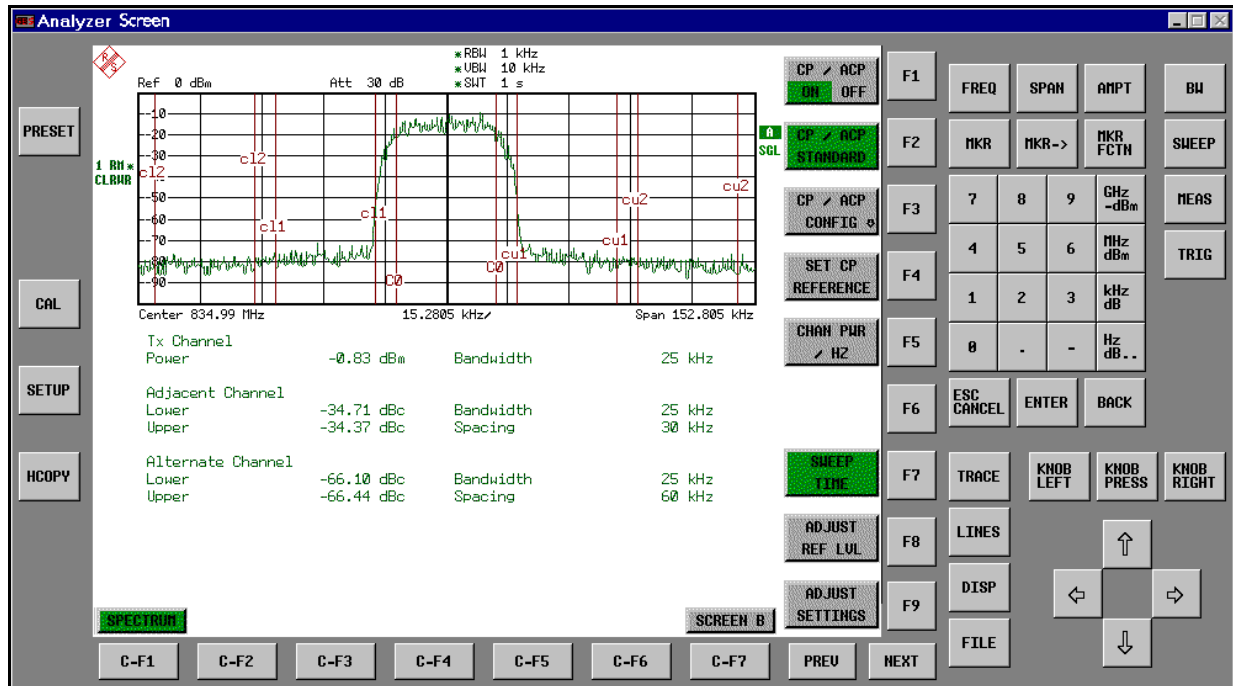 Analyzer Screen
R
S
*RBW 1 kHz
*VBW 10 kHz
Ref 0 dBm Att 30 dB *SWT 1 s
-10
-20
-30
-50
-60
-70
-80
-90
1 RM *
CLRWR
A
SGL
cl2
cl2
cl1
cl1
C0
C0
cu1
cu1
cu2
cu2
Center 834.99 MHz 15.2805 kHz/ Span 152.805 kHz
Tx Channel
Power -0.83 dBm Bandwidth 25 kHz
Adjacent Channel
Lower -34.71 dBc Bandwidth 25 kHz
Upper -34.37 dBc Spacing 30 kHz
Alternate Channel
Lower -66.10 dBc Bandwidth 25 kHz
Upper -66.44 dBc Spacing 60 kHz
SPECTRUM
SCREEN B
PRESET
CAL
SETUP
HCOPY
CP / ACP
ON OFF
CP / ACP
STANDARD
CP / ACP
CONFIG
SET CP
REFERENCE
CHAN PWR
/ HZ
SWEEP
TIME
ADJUST
REF LVL
ADJUST
SETTINGS
F1
F2
F3
F4
F5
F6
F7
F8
F9
C-F1 C-F2 C-F3 C-F4 C-F5 C-F6 C-F7 PREV NEXT
FREQ SPAN AMPT BW
MKR MKR-> MKR FCTN SWEEP
7 8 9 GHz -dBm MEAS
4 5 6 MHz dBm TRIG
1 2 3 kHz dB
0 . - Hz dB..
ESC CANCEL ENTER BACK
TRACE KNOB LEFT KNOB PRESS KNOB RIGHT
LINES
DISP
FILE